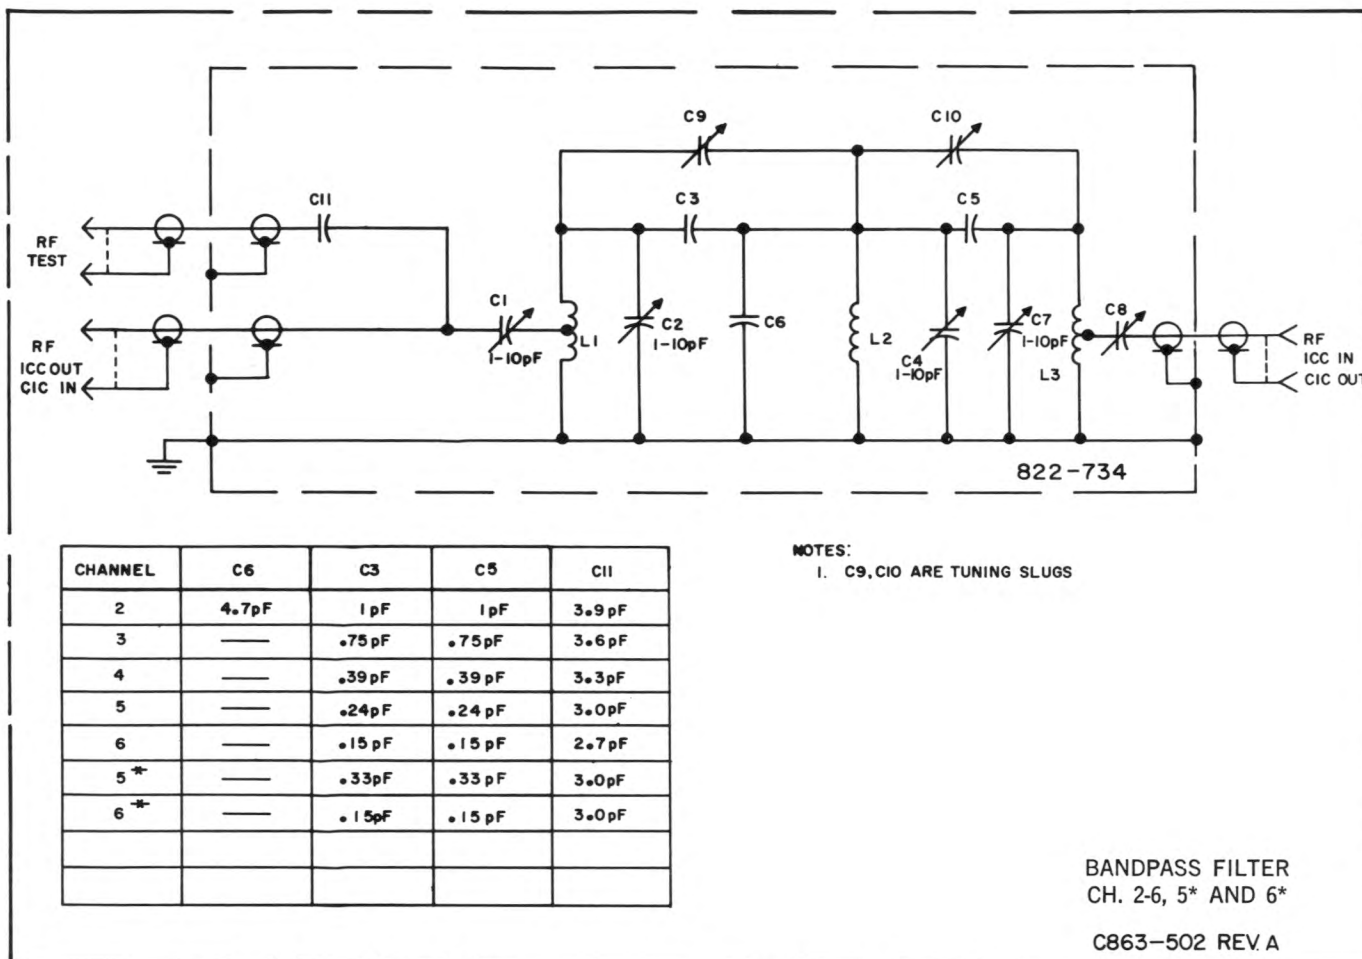 C9
C10
C11
C3
C5
RF
TEST
C1
1-10pF
L1
C2
1-10pF
C6
L2
C4
1-10pF
C7
1-10pF
L3
C8
RF
ICC OUT
CIC IN
RF
ICC IN
CIC OUT
822-734
CHANNEL C6 C3 C5 C11
2 4.7pF 1pF 1pF 3.9pF
3 — .75pF .75pF 3.6pF
4 — .39pF .39pF 3.3pF
5 — .24pF .24pF 3.0pF
6 — .15pF .15pF 2.7pF
5* — .33pF .33pF 3.0pF
6* — .15pF .15pF 3.0pF
NOTES:
1. C9,C10 ARE TUNING SLUGS
BANDPASS FILTER
CH. 2-6, 5* AND 6*
C863-502 REV. A